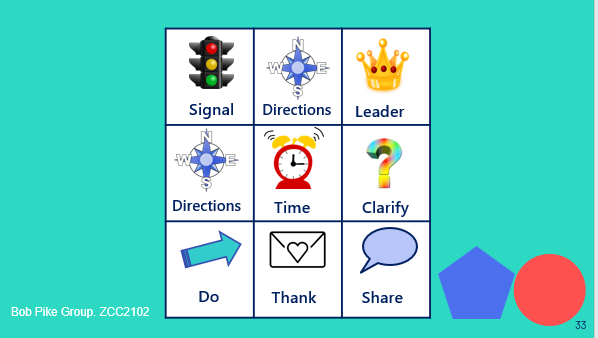 N
W E
S
Signal
Directions
Leader
N
W E
S
Directions
Time
?
Clarify
Do
Thank
Share
Bob Pike Group. ZCC2102
33